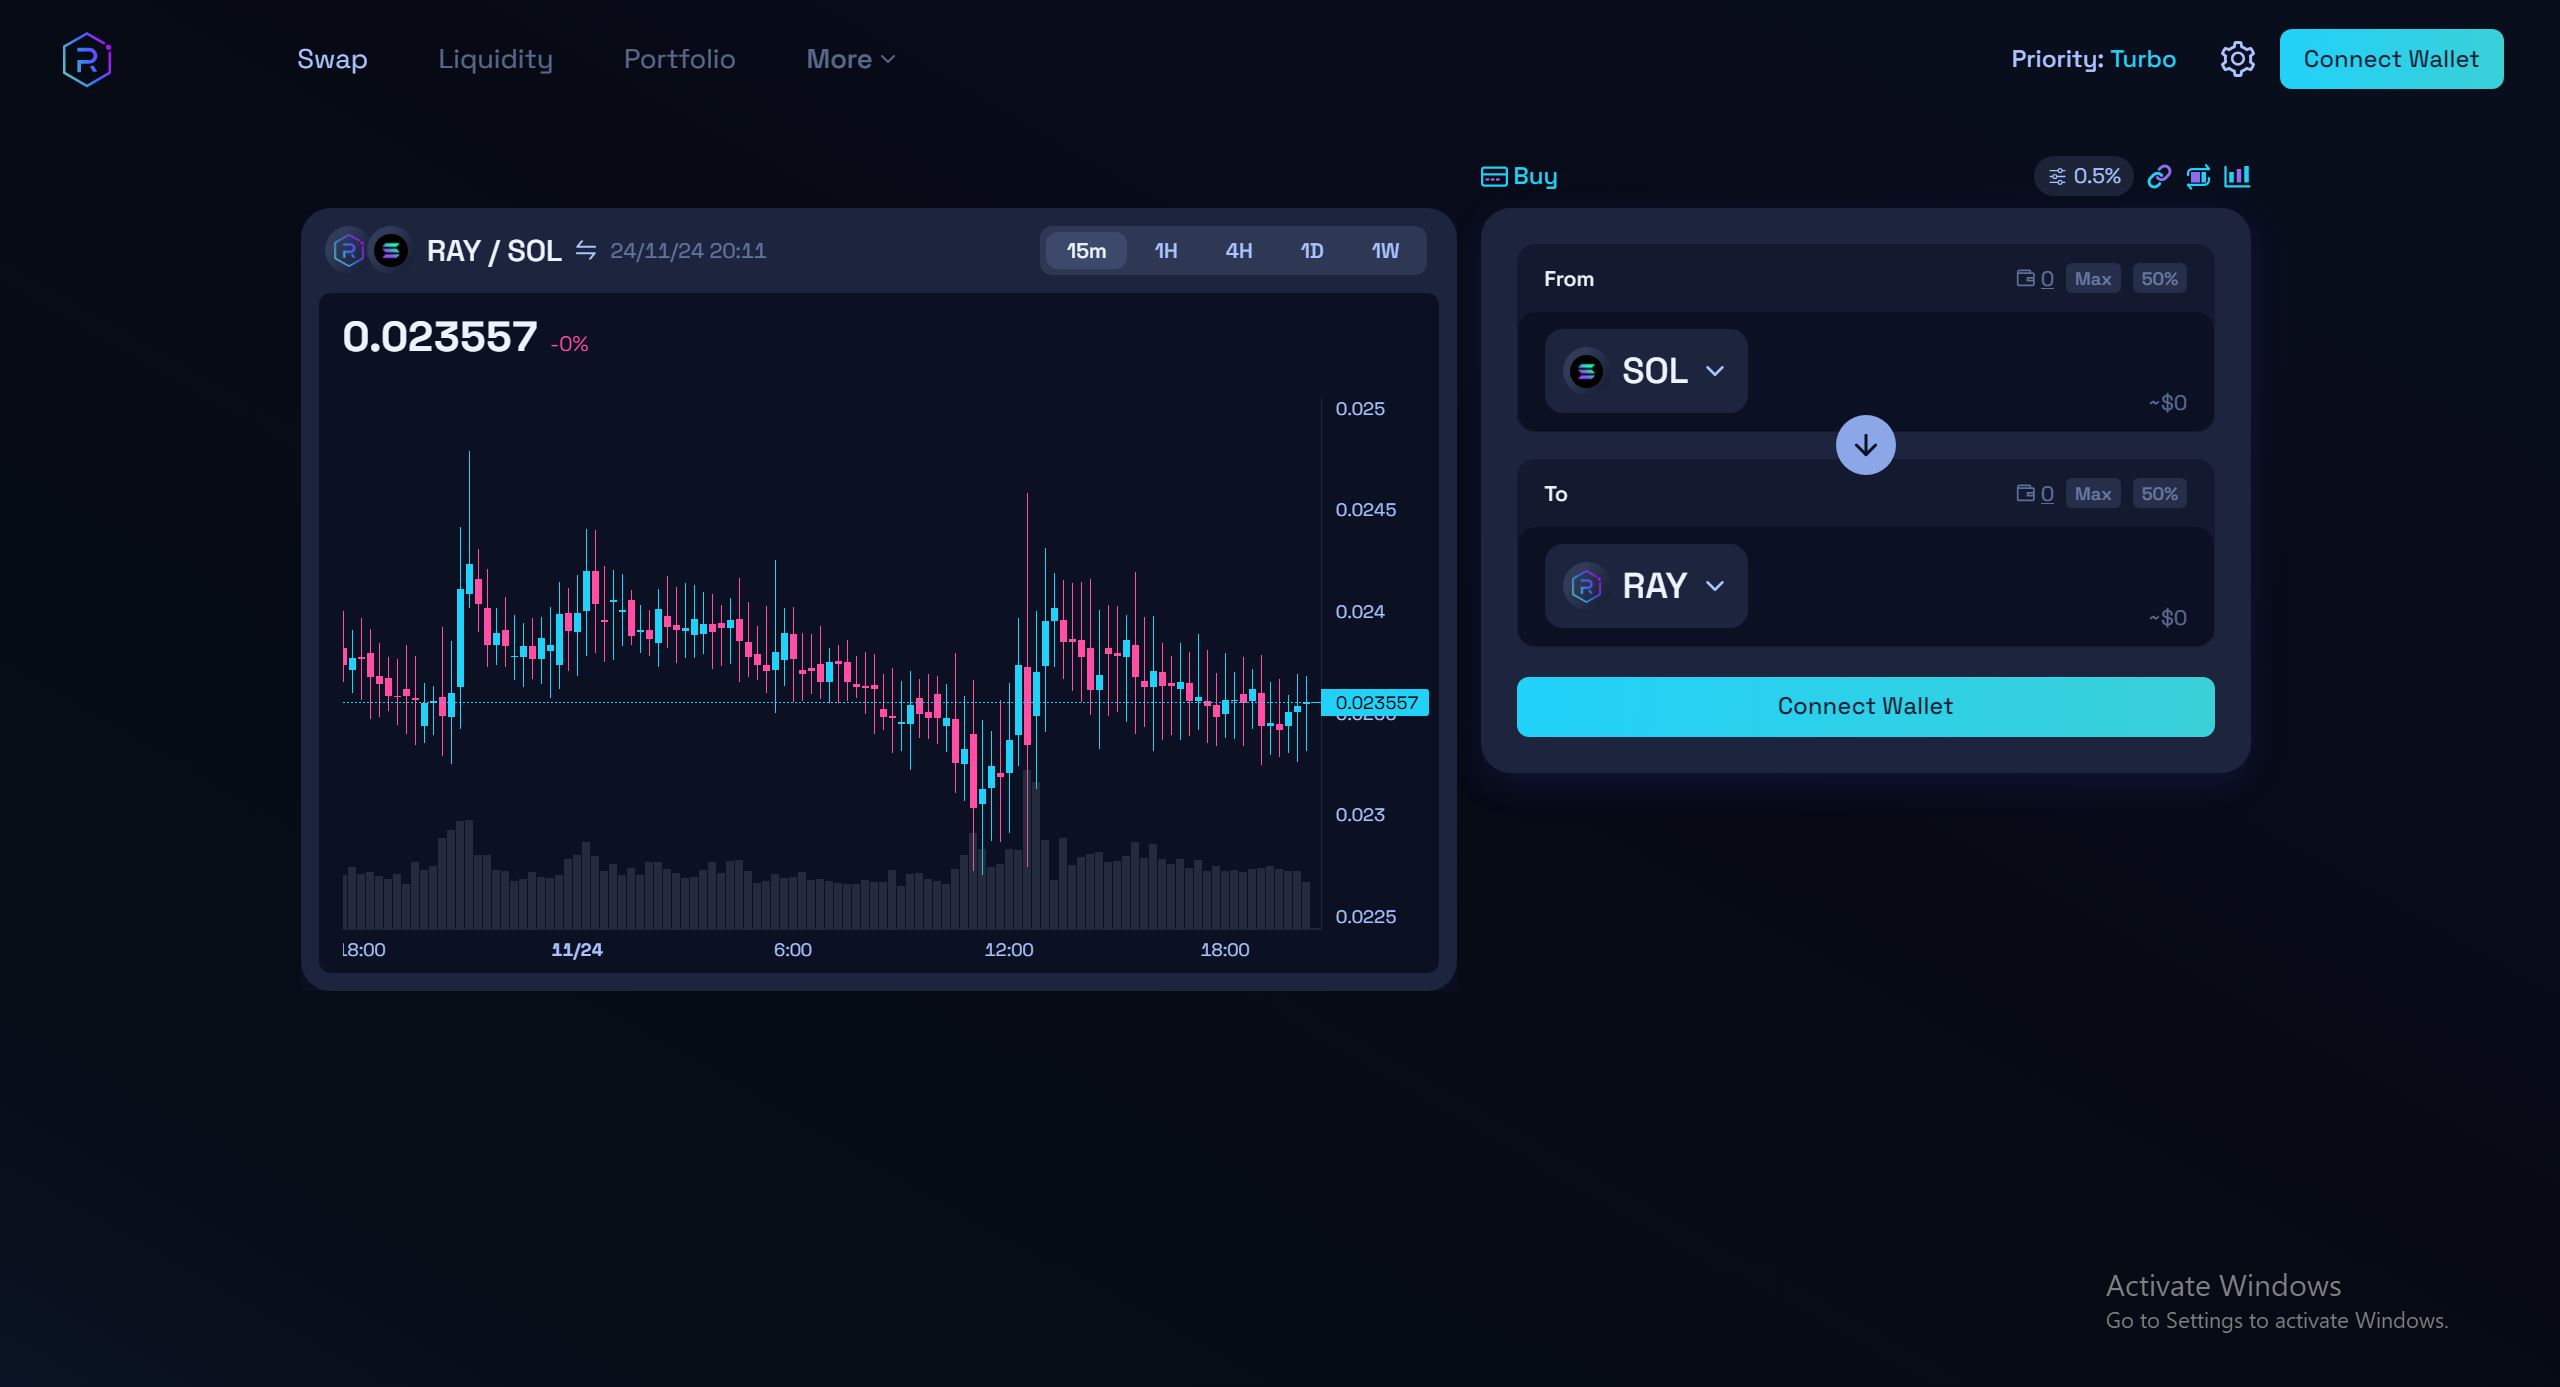 Swap Liquidity Portfolio More
Priority: Turbo
Connect Wallet
Buy
0.5%
RAY / SOL 24/11/24 20:11
15m 1H 4H 1D 1W
0.023557 -0%
0.025
0.0245
0.024
0.023557
0.023
0.0225
18:00 11/24 6:00 12:00 18:00
From
0 Max 50%
SOL
~$0
To
0 Max 50%
RAY
~$0
Connect Wallet
Activate Windows
Go to Settings to activate Windows.